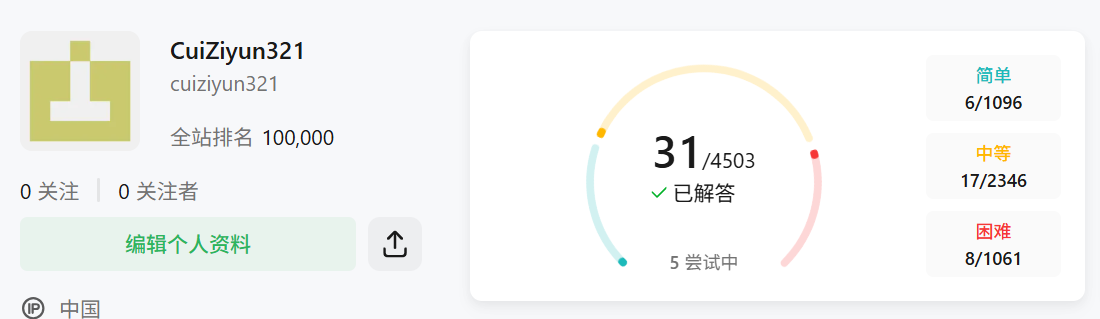 CuiZiyun321
cuiziyun321
全站排名 100,000
0 关注
0 关注者
编辑个人资料
IP 中国
31/4503
已解答
5 尝试中
简单
6/1096
中等
17/2346
困难
8/1061